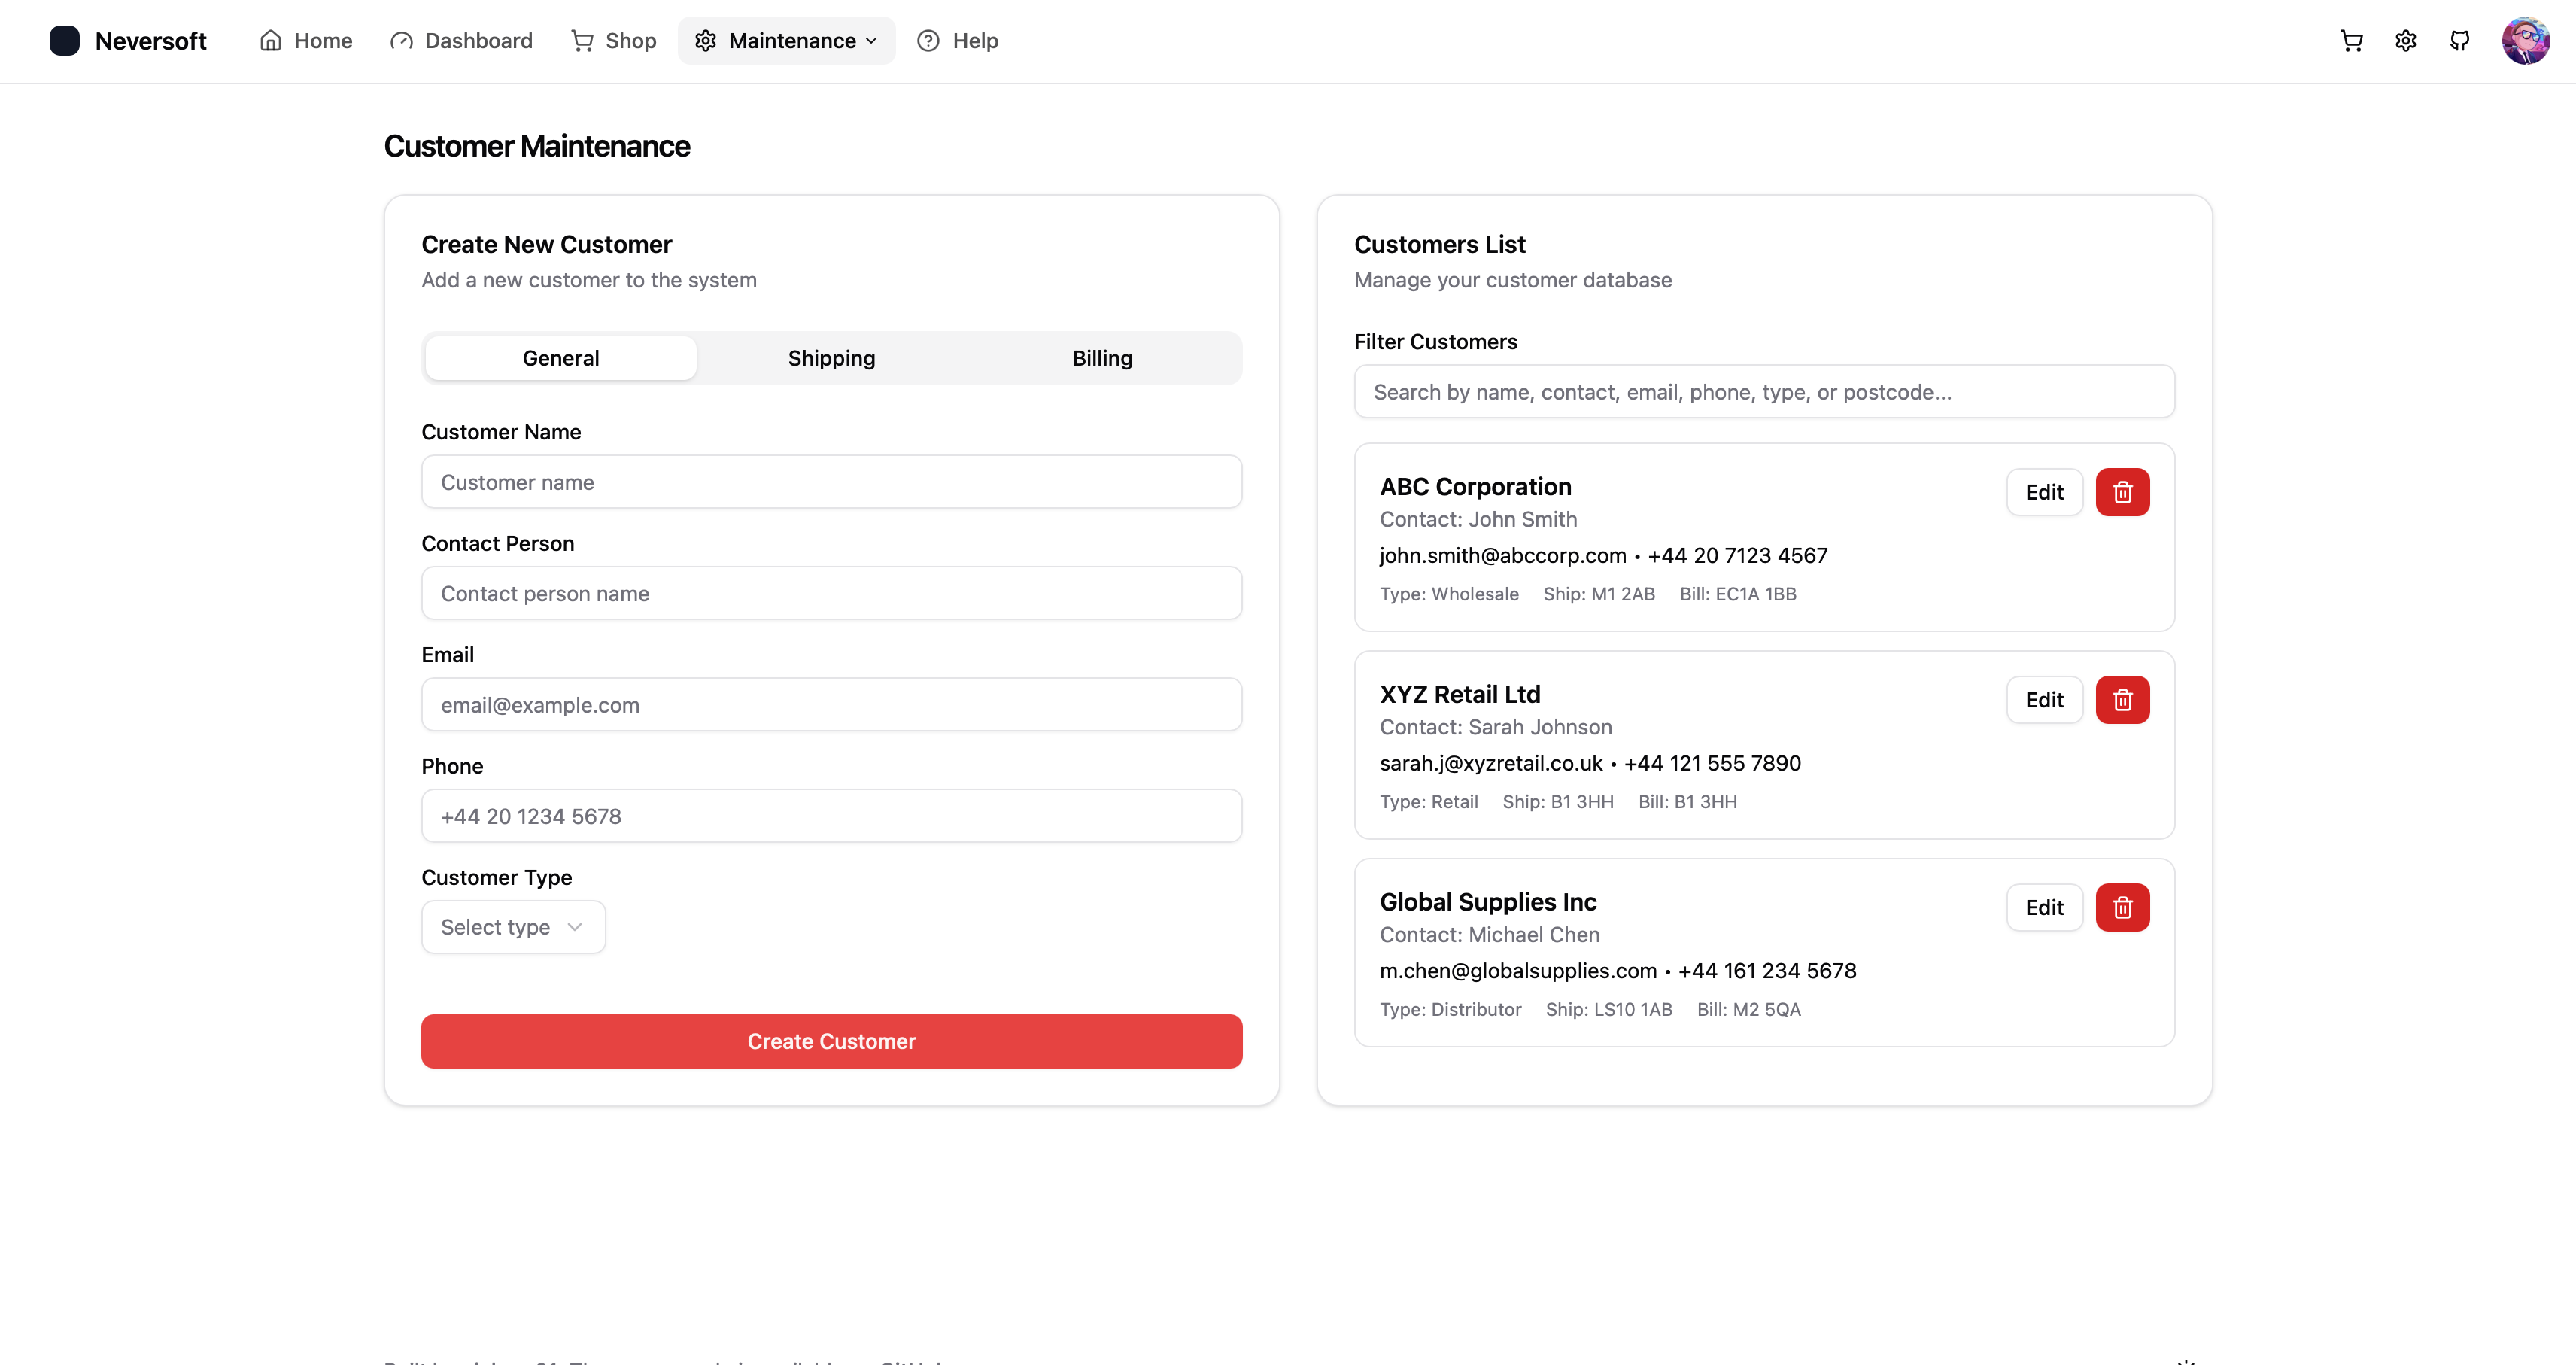 Neversoft Home Dashboard Shop Maintenance Help
Customer Maintenance
Create New Customer
Add a new customer to the system
General Shipping Billing
Customer Name
Customer name
Contact Person
Contact person name
Email
email@example.com
Phone
+44 20 1234 5678
Customer Type
Select type
Create Customer
Customers List
Manage your customer database
Filter Customers
Search by name, contact, email, phone, type, or postcode...
ABC Corporation
Edit
Contact: John Smith
john.smith@abccorp.com • +44 20 7123 4567
Type: Wholesale Ship: M1 2AB Bill: EC1A 1BB
XYZ Retail Ltd
Edit
Contact: Sarah Johnson
sarah.j@xyzretail.co.uk • +44 121 555 7890
Type: Retail Ship: B1 3HH Bill: B1 3HH
Global Supplies Inc
Edit
Contact: Michael Chen
m.chen@globalsupplies.com • +44 161 234 5678
Type: Distributor Ship: LS10 1AB Bill: M2 5QA